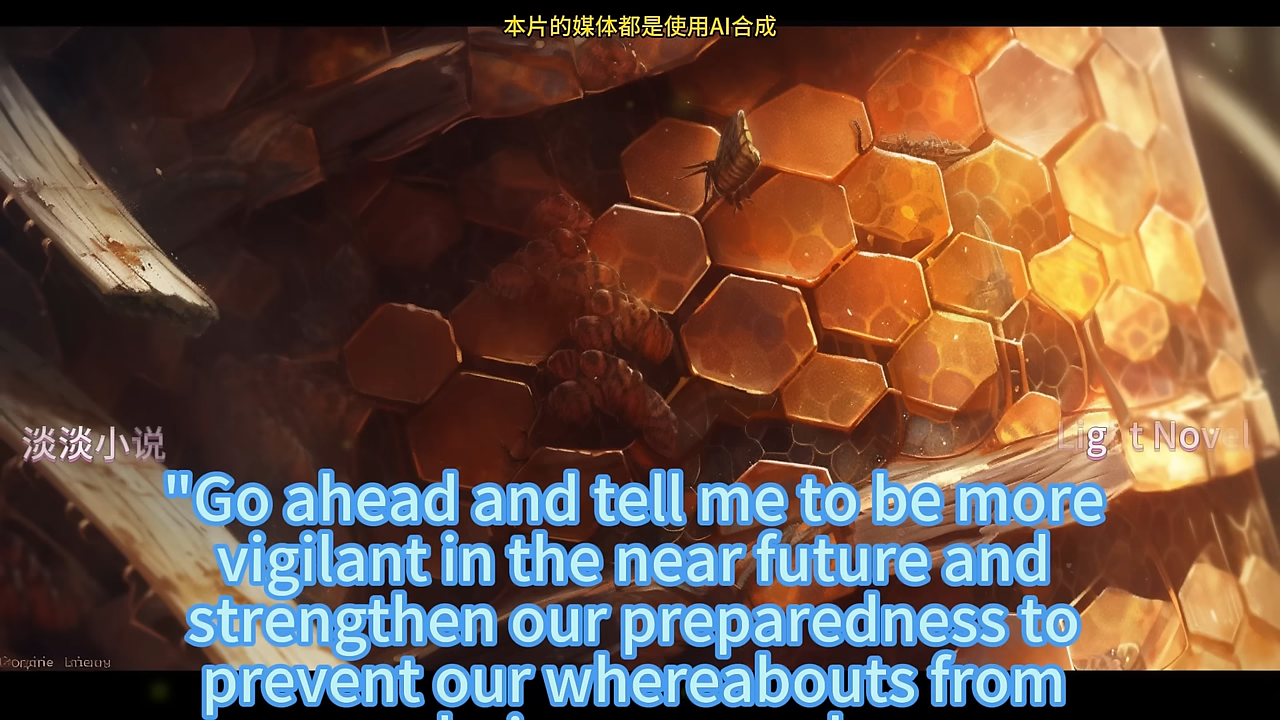 本片的媒体都是使用AI合成
淡淡小说
Light Novel
"Go ahead and tell me to be more
vigilant in the near future and
strengthen our preparedness to
prevent our whereabouts from